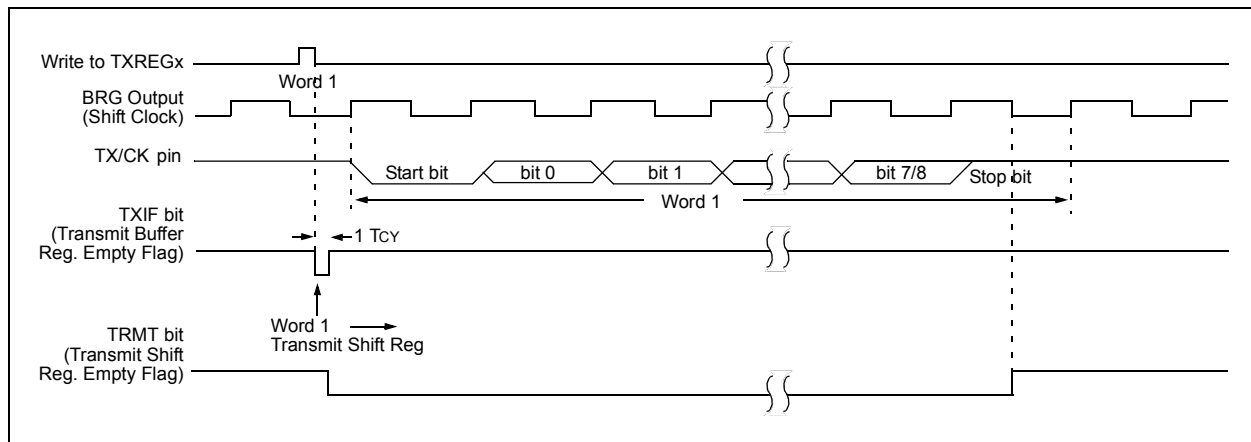 Write to TXREGx
Word 1
BRG Output
(Shift Clock)
TX/CK pin
Start bit
bit 0
bit 1
bit 7/8
Stop bit
Word 1
TXIF bit
(Transmit Buffer
Reg. Empty Flag)
1 TCY
Word 1
Transmit Shift Reg
TRMT bit
(Transmit Shift
Reg. Empty Flag)